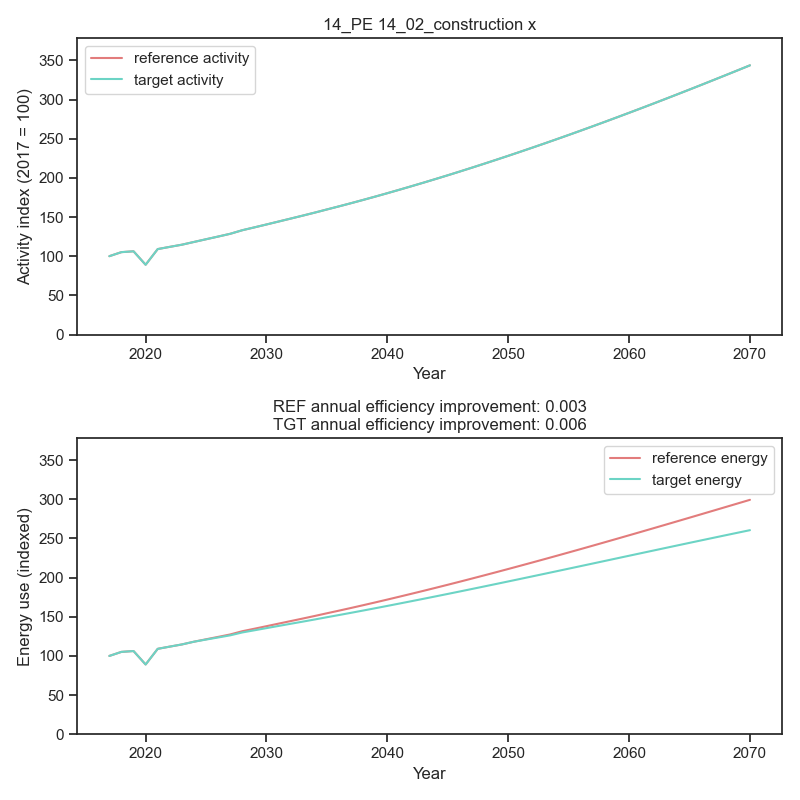 14_PE 14_02_construction x
reference activity
target activity
Activity index (2017 = 100)
350
300
250
200
150
100
50
0
2020 2030 2040 2050 2060 2070
Year
REF annual efficiency improvement: 0.003
TGT annual efficiency improvement: 0.006
reference energy
target energy
Energy use (indexed)
350
300
250
200
150
100
50
0
2020 2030 2040 2050 2060 2070
Year